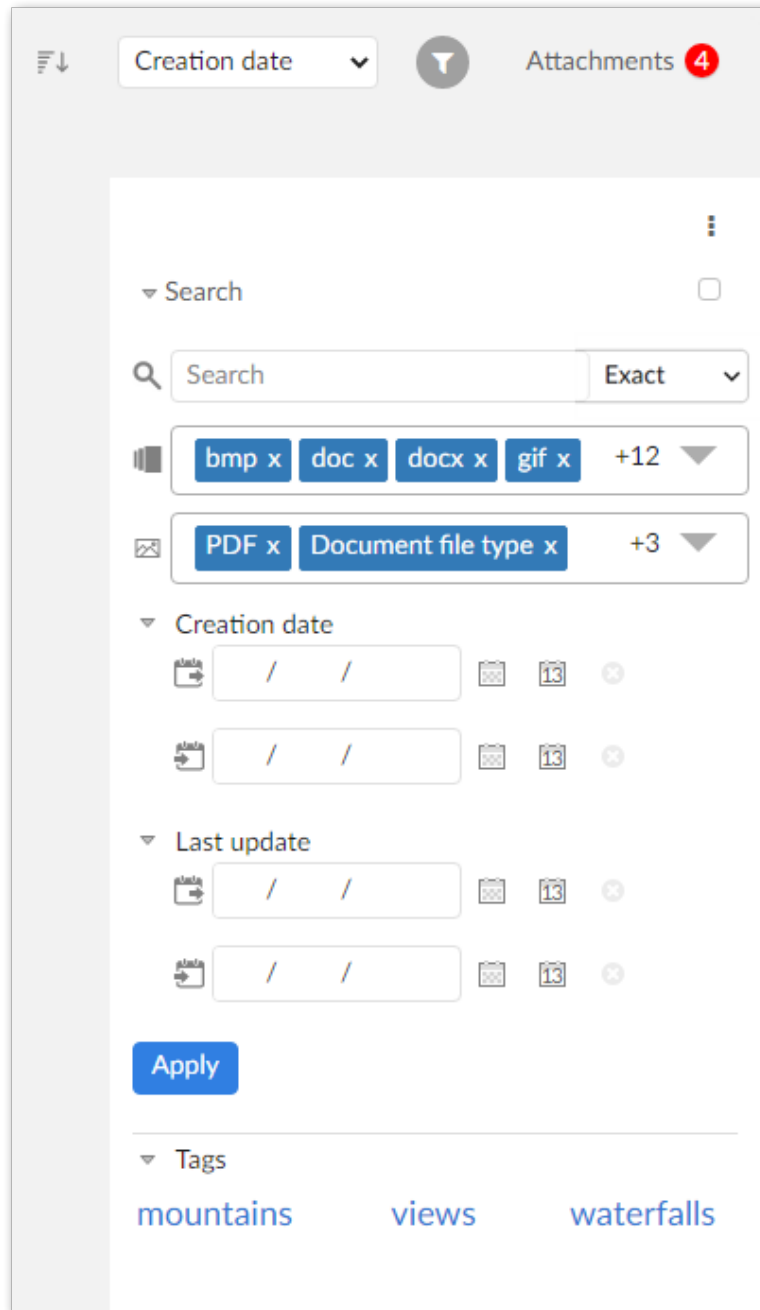 Creation date Attachments 4
Search
Search Exact
bmp x doc x docx x gif x +12
PDF x Document file type x +3
Creation date
/ / 13
/ / 13
Last update
/ / 13
/ / 13
Apply
Tags
mountains views waterfalls